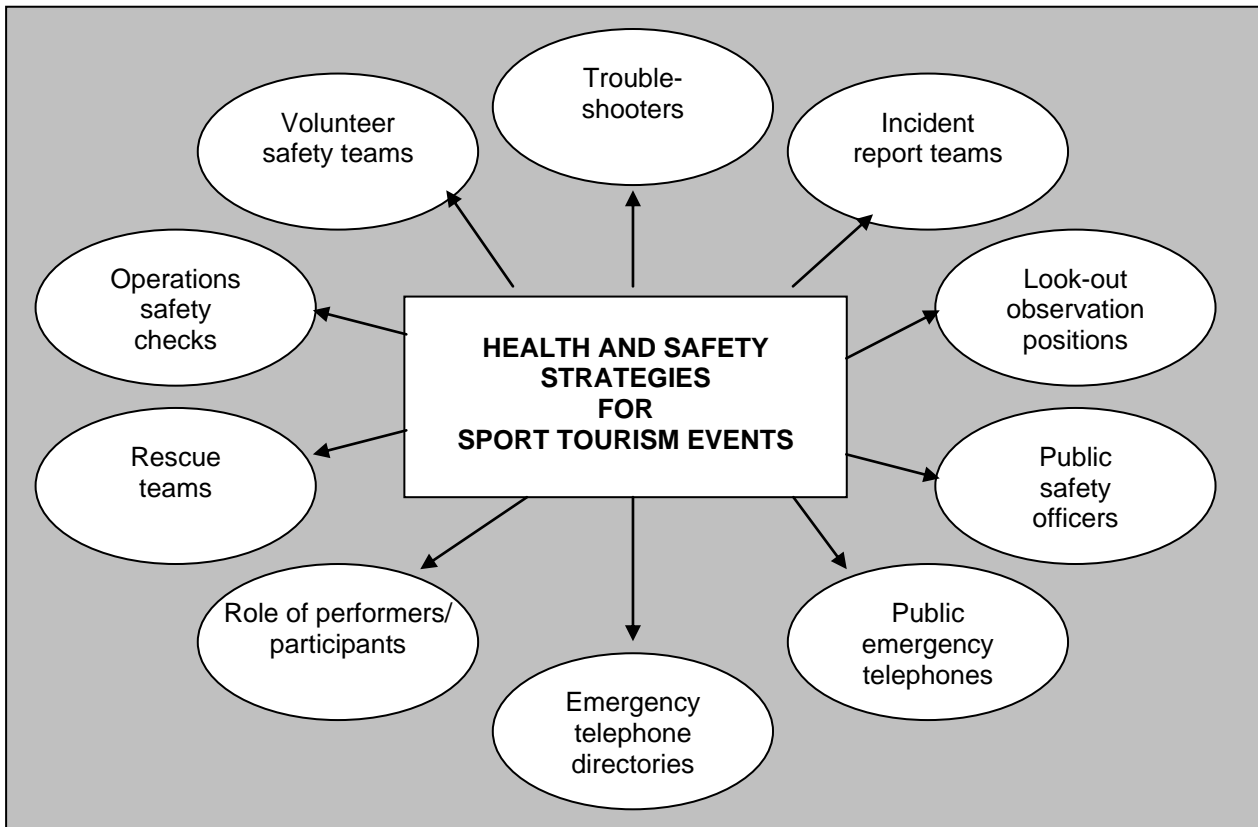 Trouble-
shooters
Volunteer
safety teams
Incident
report teams
Operations
safety
checks
Look-out
observation
positions
HEALTH AND SAFETY
STRATEGIES
FOR
SPORT TOURISM EVENTS
Rescue
teams
Public
safety
officers
Role of performers/
participants
Public
emergency
telephones
Emergency
telephone
directories